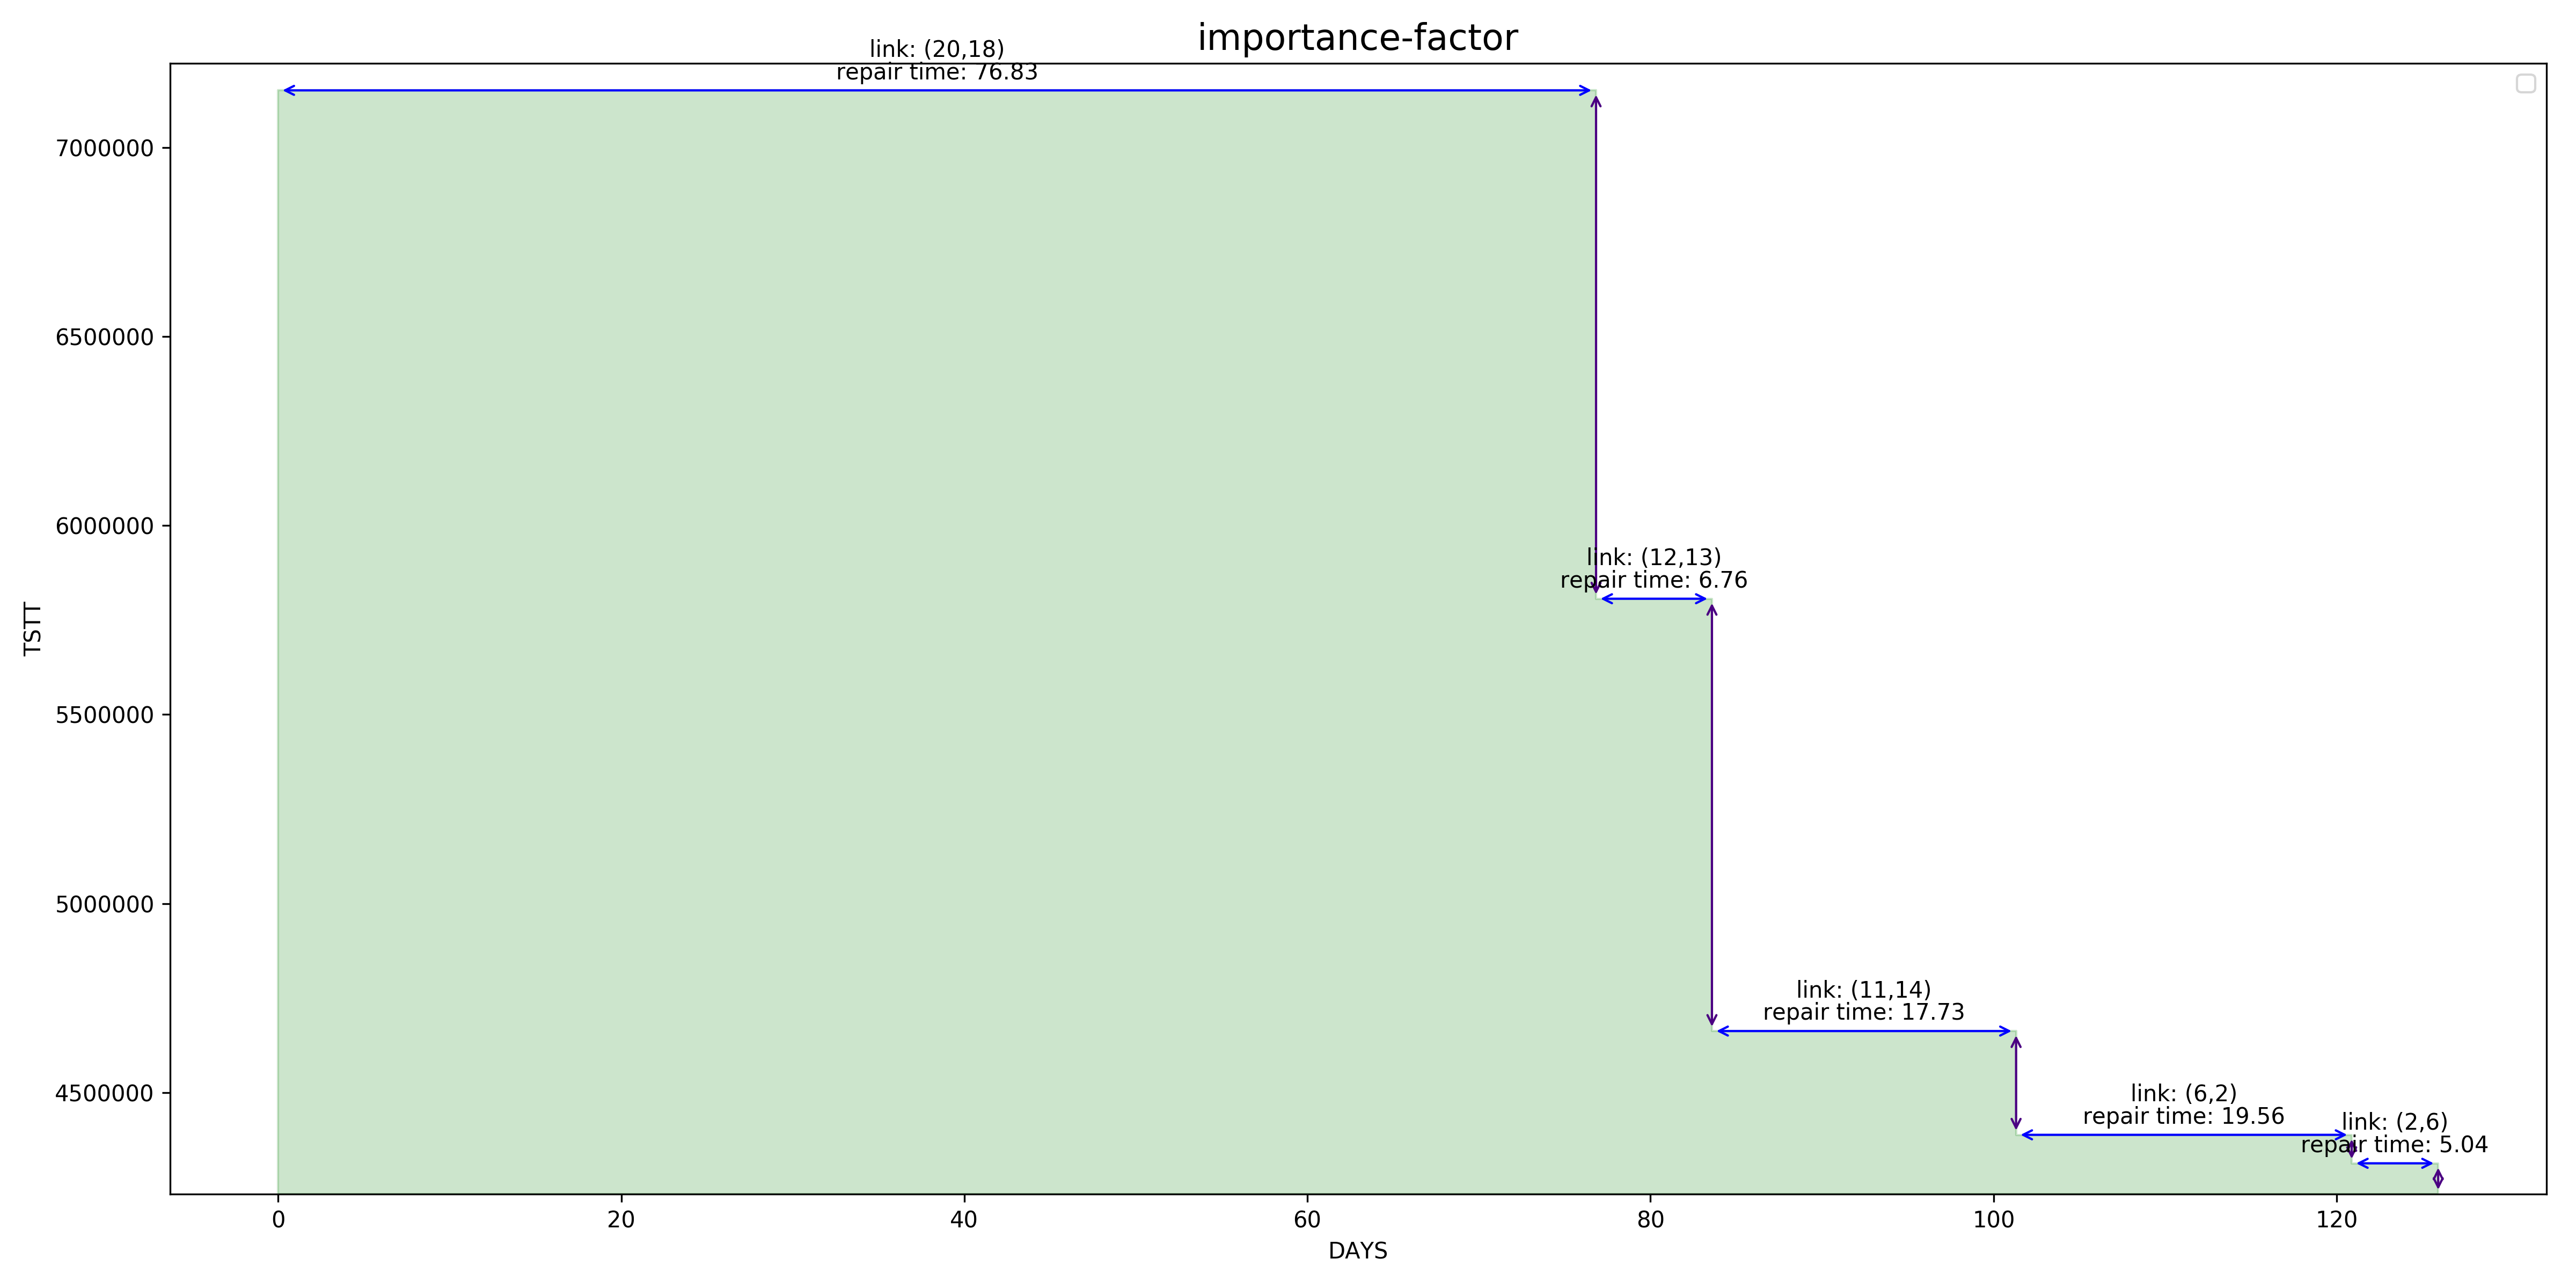 importance-factor
link: (20,18)
repair time: 76.83
7000000
6500000
6000000
link: (12,13)
repair time: 6.76
TSTT
5500000
5000000
link: (11,14)
repair time: 17.73
4500000
link: (6,2)
repair time: 19.56
link: (2,6)
repair time: 5.04
0 20 40 60 80 100 120
DAYS